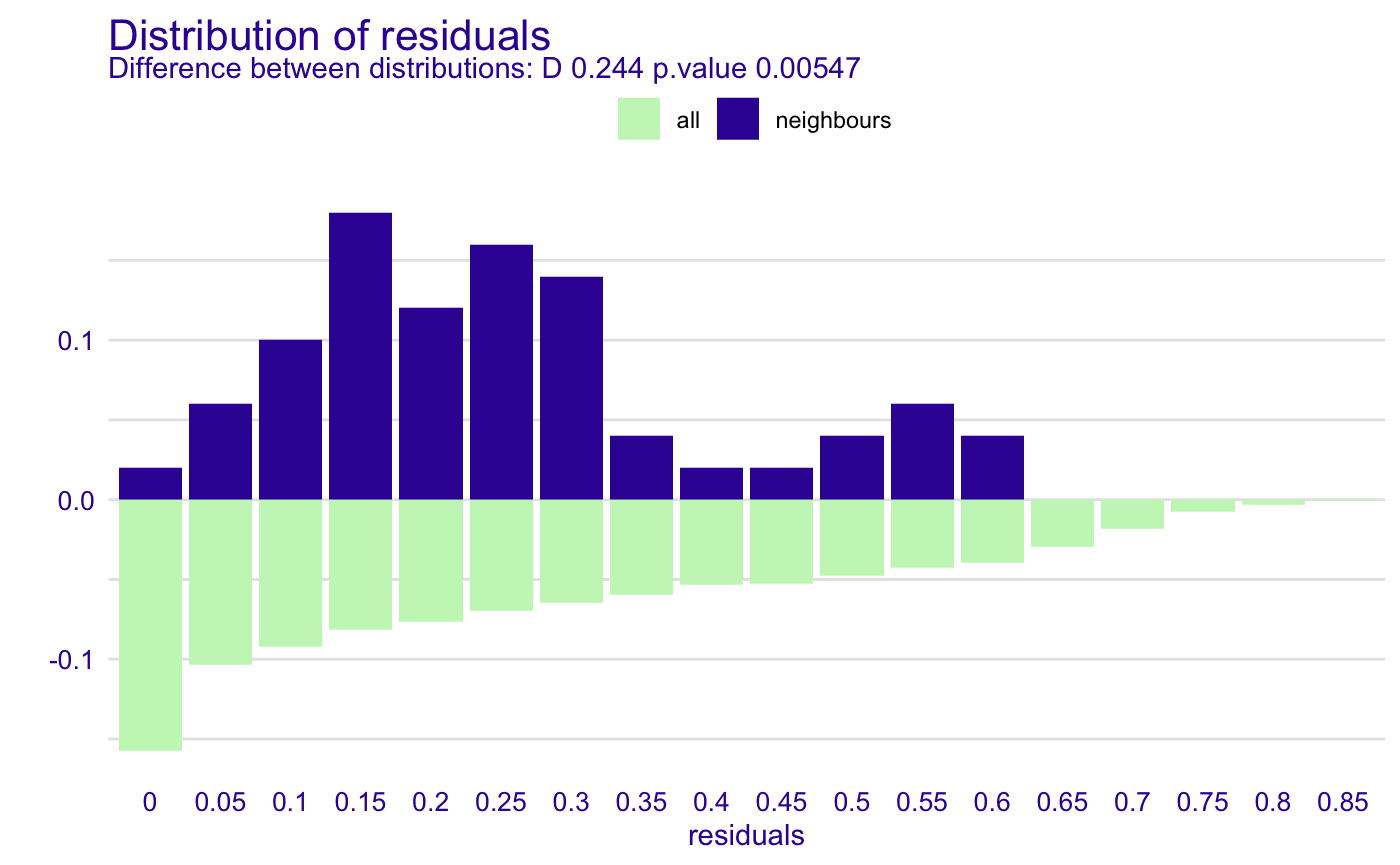 Distribution of residuals
Difference between distributions: D 0.244 p.value 0.00547
all neighbours
0.1
0.0
-0.1
0 0.05 0.1 0.15 0.2 0.25 0.3 0.35 0.4 0.45 0.5 0.55 0.6 0.65 0.7 0.75 0.8 0.85
residuals